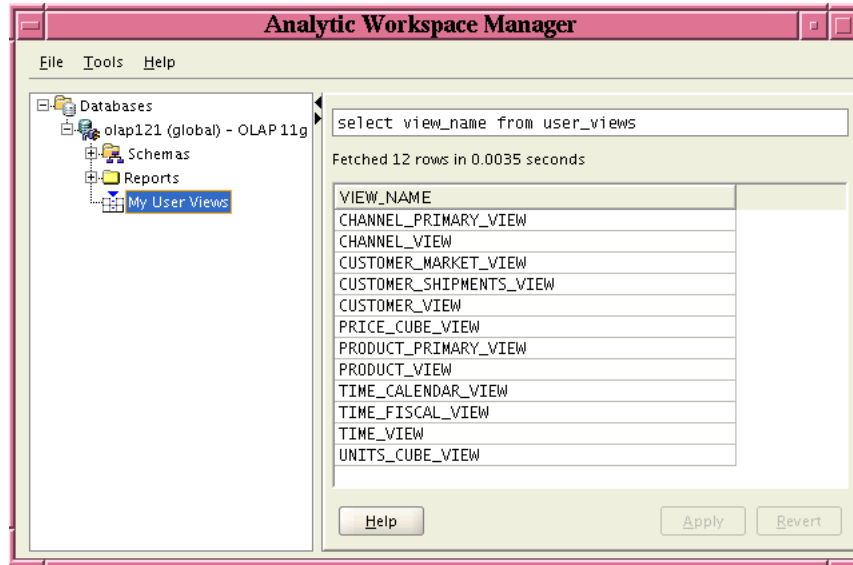 Analytic Workspace Manager
File Tools Help
Databases
olap121 (global) - OLAP 11g
Schemas
Reports
My User Views
select view_name from user_views
Fetched 12 rows in 0.0035 seconds
VIEW_NAME
CHANNEL_PRIMARY_VIEW
CHANNEL_VIEW
CUSTOMER_MARKET_VIEW
CUSTOMER_SHIPMENTS_VIEW
CUSTOMER_VIEW
PRICE_CUBE_VIEW
PRODUCT_PRIMARY_VIEW
PRODUCT_VIEW
TIME_CALENDAR_VIEW
TIME_FISCAL_VIEW
TIME_VIEW
UNITS_CUBE_VIEW
Help Apply Revert